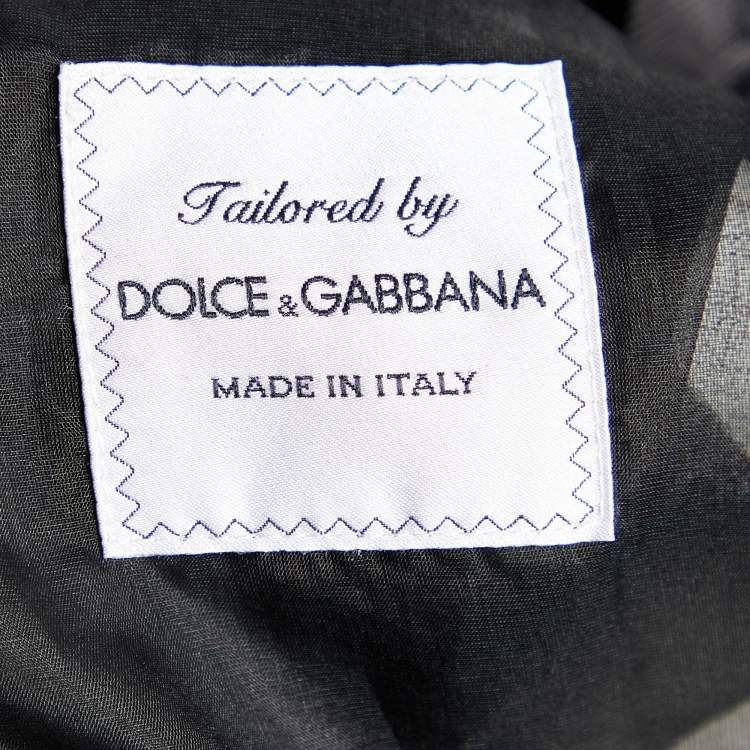 Tailored by
DOLCE & GABBANA
MADE IN ITALY